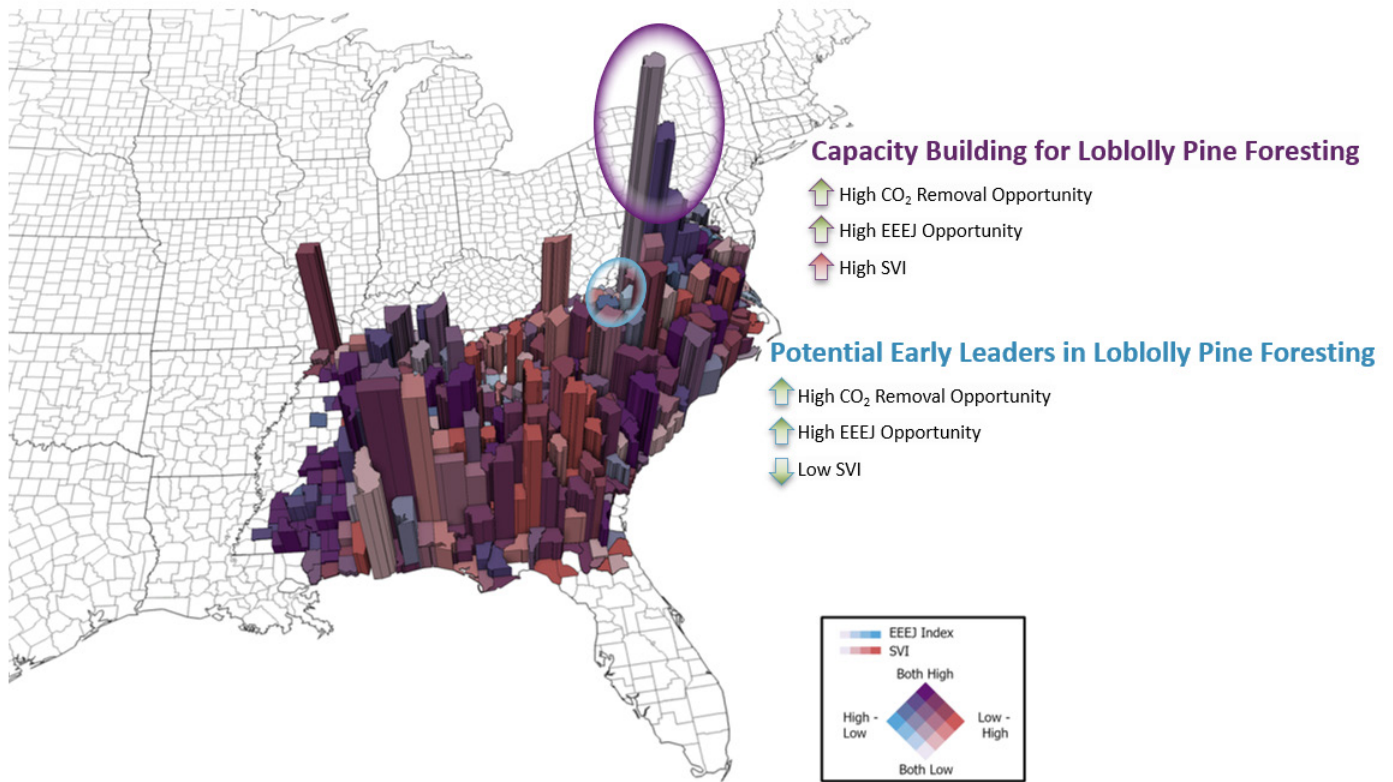 Capacity Building for Loblolly Pine Foresting
High CO₂ Removal Opportunity
High EEEJ Opportunity
High SVI
Potential Early Leaders in Loblolly Pine Foresting
High CO₂ Removal Opportunity
High EEEJ Opportunity
Low SVI
EEEJ Index
SVI
Both High
High -
Low
Low -
High
Both Low